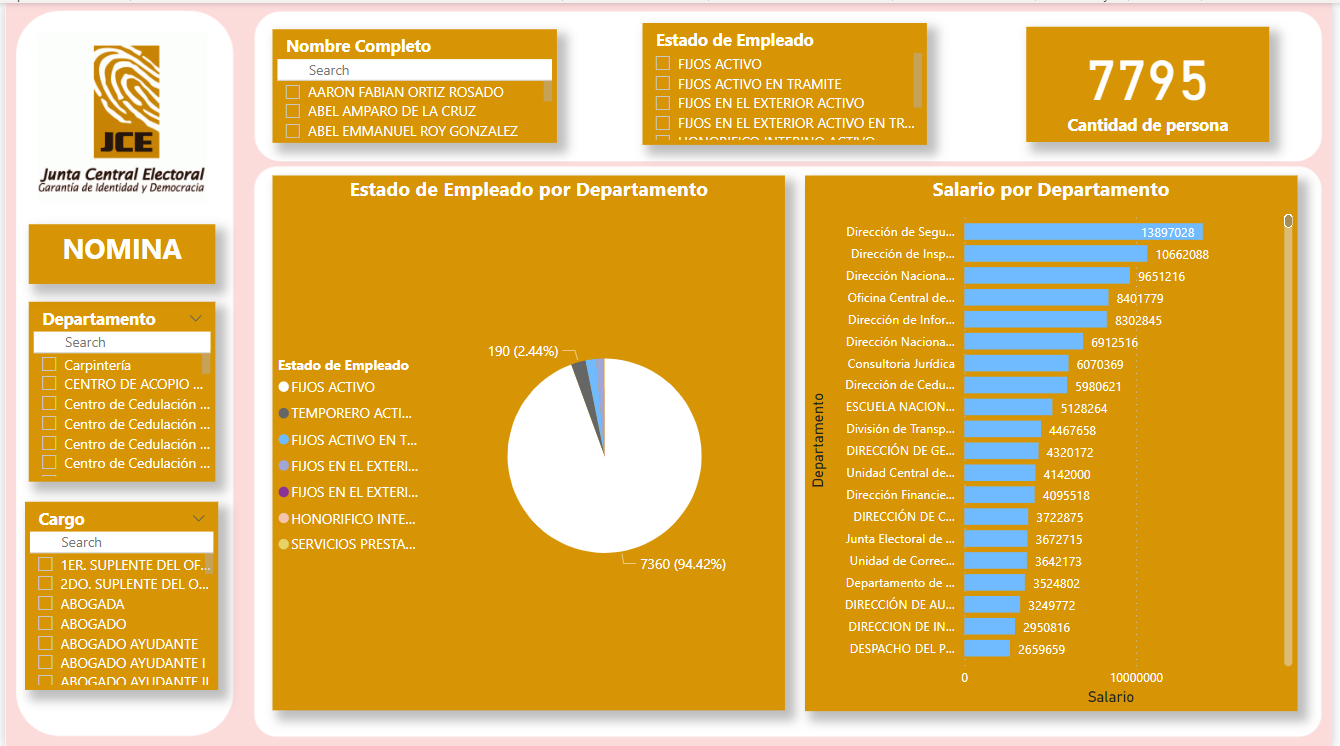 JCE
Junta Central Electoral
Garantía de Identidad y Democracia
NOMINA
Departamento
Search
Carpintería
CENTRO DE ACOPIO ...
Centro de Cedulación ...
Centro de Cedulación ...
Centro de Cedulación ...
Centro de Cedulación ...
Cargo
Search
1ER. SUPLENTE DEL OF...
2DO. SUPLENTE DEL O...
ABOGADA
ABOGADO
ABOGADO AYUDANTE
ABOGADO AYUDANTE I
ABOGADO AYUDANTE II
Nombre Completo
Search
AARON FABIAN ORTIZ ROSADO
ABEL AMPARO DE LA CRUZ
ABEL EMMANUEL ROY GONZALEZ
Estado de Empleado
FIJOS ACTIVO
FIJOS ACTIVO EN TRAMITE
FIJOS EN EL EXTERIOR ACTIVO
FIJOS EN EL EXTERIOR ACTIVO EN TR...
HONORIFICO INTERINO ACTIVO
7795
Cantidad de persona
Estado de Empleado por Departamento
Estado de Empleado
FIJOS ACTIVO
TEMPORERO ACTI...
FIJOS ACTIVO EN T...
FIJOS EN EL EXTERI...
FIJOS EN EL EXTERI...
HONORIFICO INTE...
SERVICIOS PRESTA...
190 (2.44%)
7360 (94.42%)
Salario por Departamento
Departamento
Dirección de Segu... 13897028
Dirección de Insp... 10662088
Dirección Naciona... 9651216
Oficina Central de... 8401779
Dirección de Infor... 8302845
Dirección Naciona... 6912516
Consultoria Jurídica 6070369
Dirección de Cedu... 5980621
ESCUELA NACION... 5128264
División de Transp... 4467658
DIRECCIÓN DE GE... 4320172
Unidad Central de... 4142000
Dirección Financie... 4095518
DIRECCIÓN DE C... 3722875
Junta Electoral de ... 3672715
Unidad de Correc... 3642173
Departamento de ... 3524802
DIRECCIÓN DE AU... 3249772
DIRECCION DE IN... 2950816
DESPACHO DEL P... 2659659
0 10000000
Salario